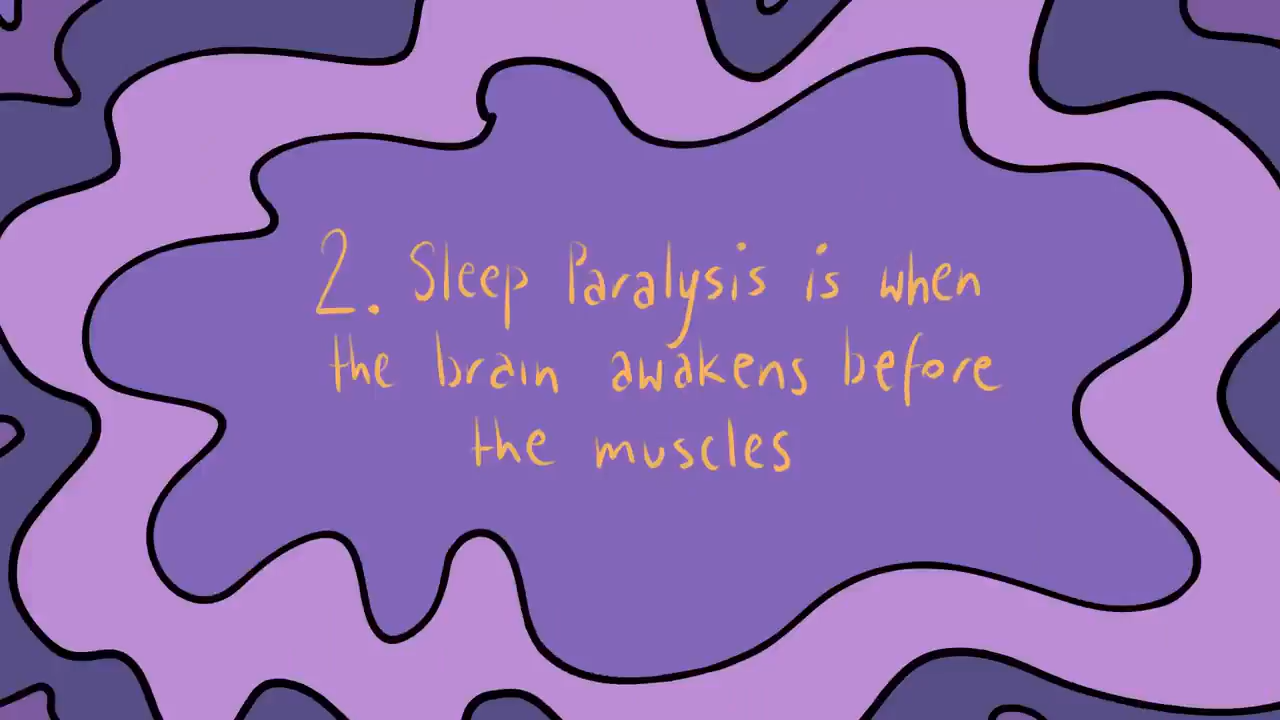 2. Sleep Paralysis is when
the brain awakens before
the muscles